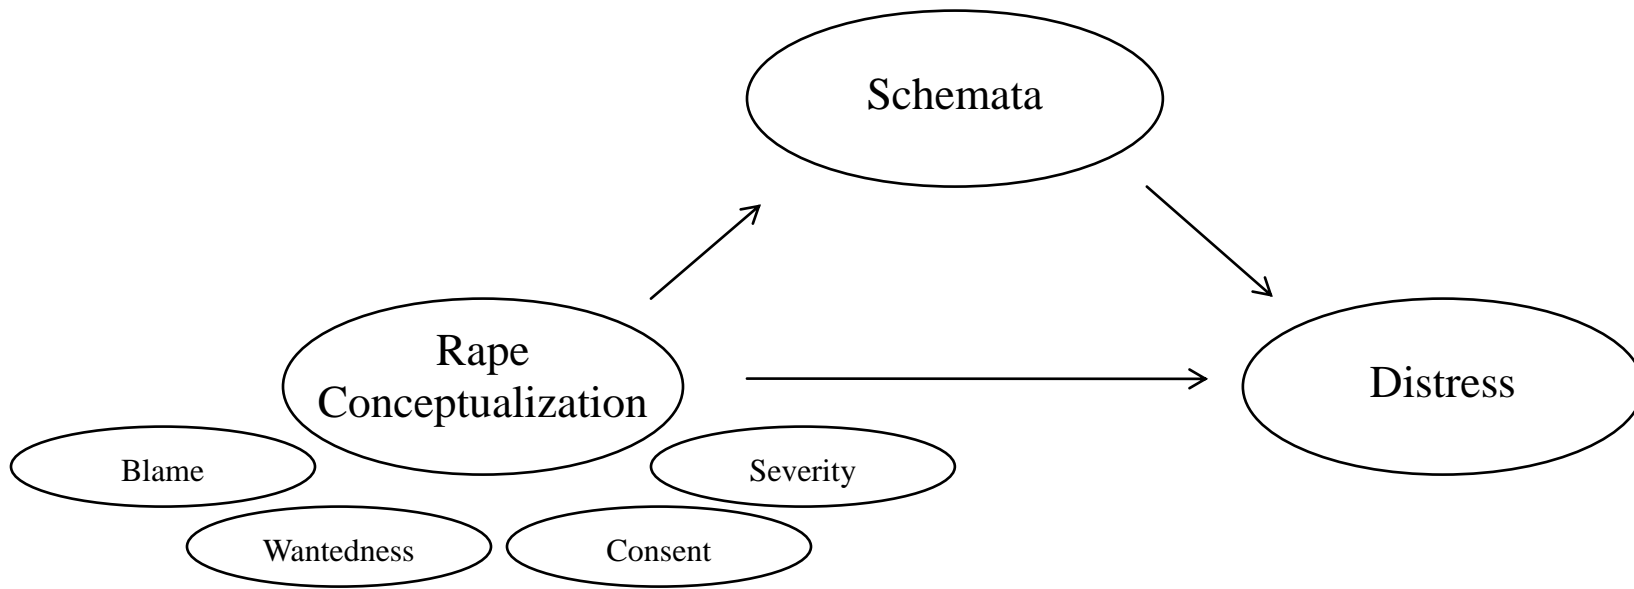 Schemata
Rape
Conceptualization
Distress
Blame
Severity
Wantedness
Consent